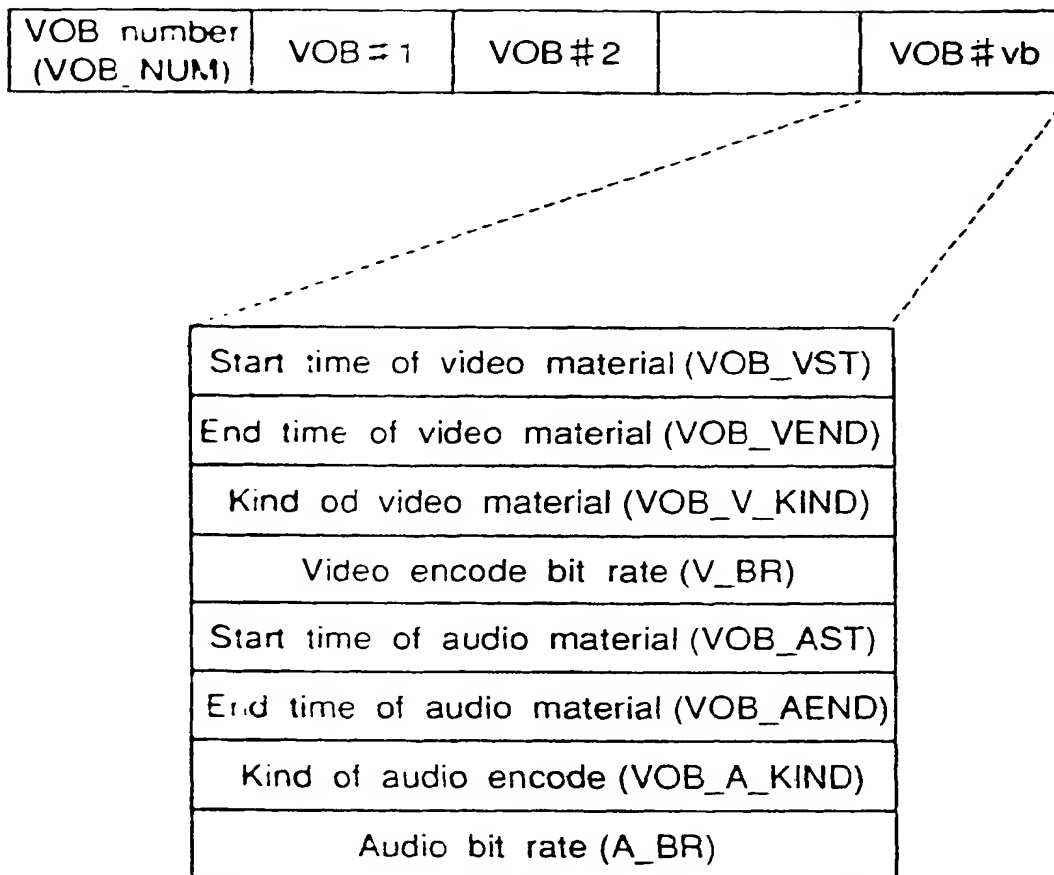 VOB number
(VOB_NUM)
VOB#1
VOB#2
VOB#vb
Start time of video material (VOB_VST)
End time of video material (VOB_VEND)
Kind od video material (VOB_V_KIND)
Video encode bit rate (V_BR)
Start time of audio material (VOB_AST)
End time of audio material (VOB_AEND)
Kind of audio encode (VOB_A_KIND)
Audio bit rate (A_BR)